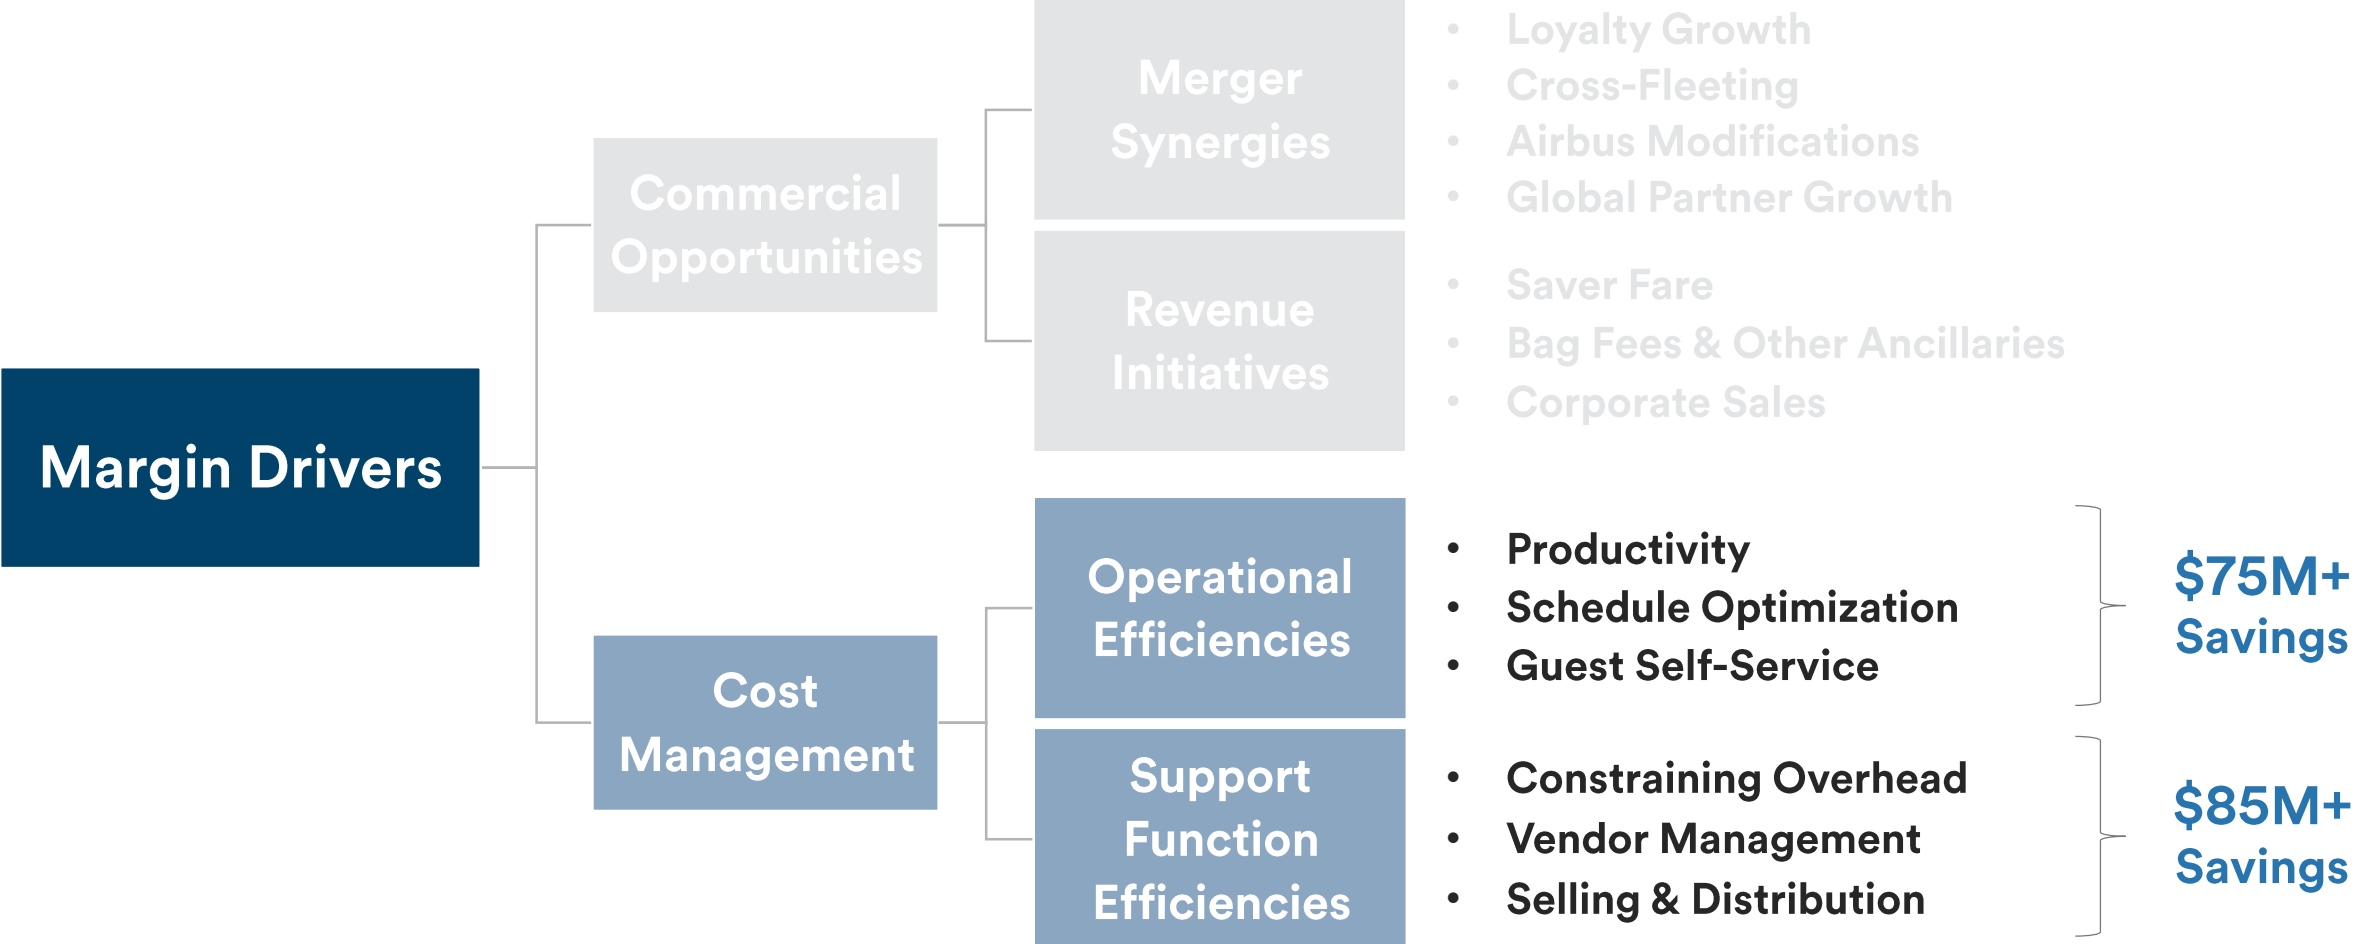 Margin Drivers
Commercial
Opportunities
Merger
Synergies
• Loyalty Growth
• Cross-Fleeting
• Airbus Modifications
• Global Partner Growth
Revenue
Initiatives
• Saver Fare
• Bag Fees & Other Ancillaries
• Corporate Sales
Cost
Management
Operational
Efficiencies
• Productivity
• Schedule Optimization
• Guest Self-Service
$75M+
Savings
Support
Function
Efficiencies
• Constraining Overhead
• Vendor Management
• Selling & Distribution
$85M+
Savings